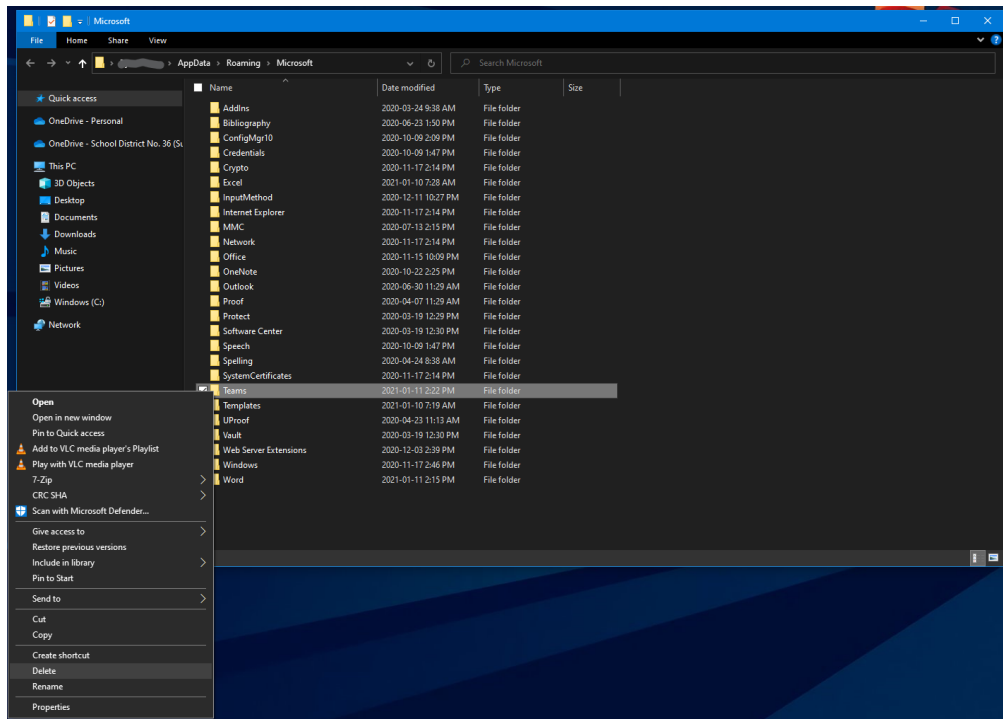 Microsoft
File Home Share View
AppData Roaming Microsoft
Search Microsoft
Name Date modified Type Size
Quick access
OneDrive - Personal
OneDrive - School District No. 36 (Su
This PC
3D Objects
Desktop
Documents
Downloads
Music
Pictures
Videos
Windows (C:)
Network
AddIns 2020-03-24 9:38 AM File folder
Bibliography 2020-06-23 1:50 PM File folder
ConfigMgr10 2020-10-09 2:09 PM File folder
Credentials 2020-10-09 1:47 PM File folder
Crypto 2020-11-17 2:14 PM File folder
Excel 2021-01-10 7:28 AM File folder
InputMethod 2020-12-11 10:27 PM File folder
Internet Explorer 2020-11-17 2:14 PM File folder
MMC 2020-07-13 2:15 PM File folder
Network 2020-11-17 2:14 PM File folder
Office 2020-11-15 10:09 PM File folder
OneNote 2020-10-22 2:25 PM File folder
Outlook 2020-06-30 11:29 AM File folder
Proof 2020-04-07 11:29 AM File folder
Protect 2020-03-19 12:29 PM File folder
Software Center 2020-03-19 12:30 PM File folder
Speech 2020-10-09 1:47 PM File folder
Spelling 2020-04-24 8:38 AM File folder
SystemCertificates 2020-11-17 2:14 PM File folder
Teams 2021-01-11 2:22 PM File folder
Templates 2021-01-10 7:19 AM File folder
UProof 2020-04-23 11:13 AM File folder
Vault 2020-03-19 12:30 PM File folder
Web Server Extensions 2020-12-03 2:39 PM File folder
Windows 2020-11-17 2:46 PM File folder
Word 2021-01-11 2:15 PM File folder
Open
Open in new window
Pin to Quick access
Add to VLC media player's Playlist
Play with VLC media player
7-Zip
CRC SHA
Scan with Microsoft Defender...
Give access to
Restore previous versions
Include in library
Pin to Start
Send to
Cut
Copy
Create shortcut
Delete
Rename
Properties